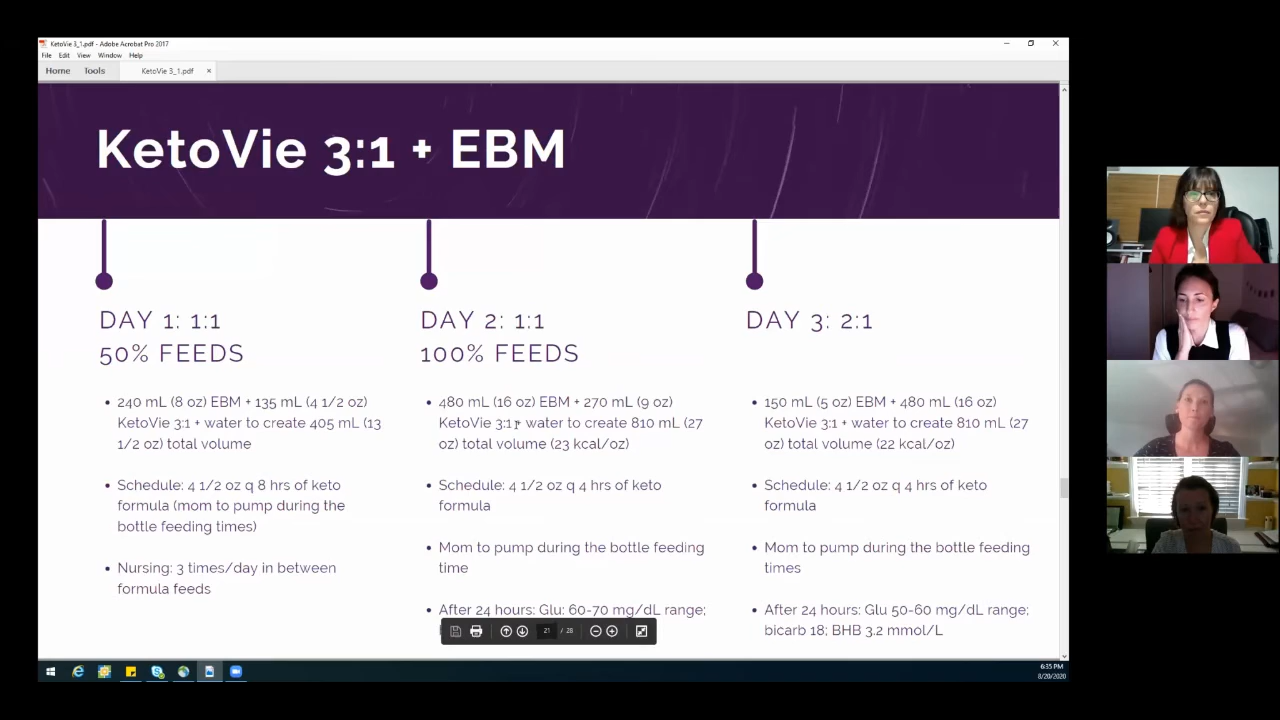 KetoVie 3_1.pdf - Adobe Acrobat Pro 2017
File Edit View Window Help
Home Tools KetoVie 3_1.pdf ×
KetoVie 3:1 + EBM
DAY 1: 1:1
50% FEEDS
• 240 mL (8 oz) EBM + 135 mL (4 1/2 oz)
KetoVie 3:1 + water to create 405 mL (13
1/2 oz) total volume
• Schedule: 4 1/2 oz q 8 hrs of keto
formula (mom to pump during the
bottle feeding times)
• Nursing: 3 times/day in between
formula feeds
DAY 2: 1:1
100% FEEDS
• 480 mL (16 oz) EBM + 270 mL (9 oz)
KetoVie 3:1 + water to create 810 mL (27
oz) total volume (23 kcal/oz)
• Schedule: 4 1/2 oz q 4 hrs of keto
formula
• Mom to pump during the bottle feeding
time
• After 24 hours: Glu: 60-70 mg/dL range;
DAY 3: 2:1
• 150 mL (5 oz) EBM + 480 mL (16 oz)
KetoVie 3:1 + water to create 810 mL (27
oz) total volume (22 kcal/oz)
• Schedule: 4 1/2 oz q 4 hrs of keto
formula
• Mom to pump during the bottle feeding
times
• After 24 hours: Glu 50-60 mg/dL range;
bicarb 18; BHB 3.2 mmol/L
21 / 28
6:35 PM
8/20/2020